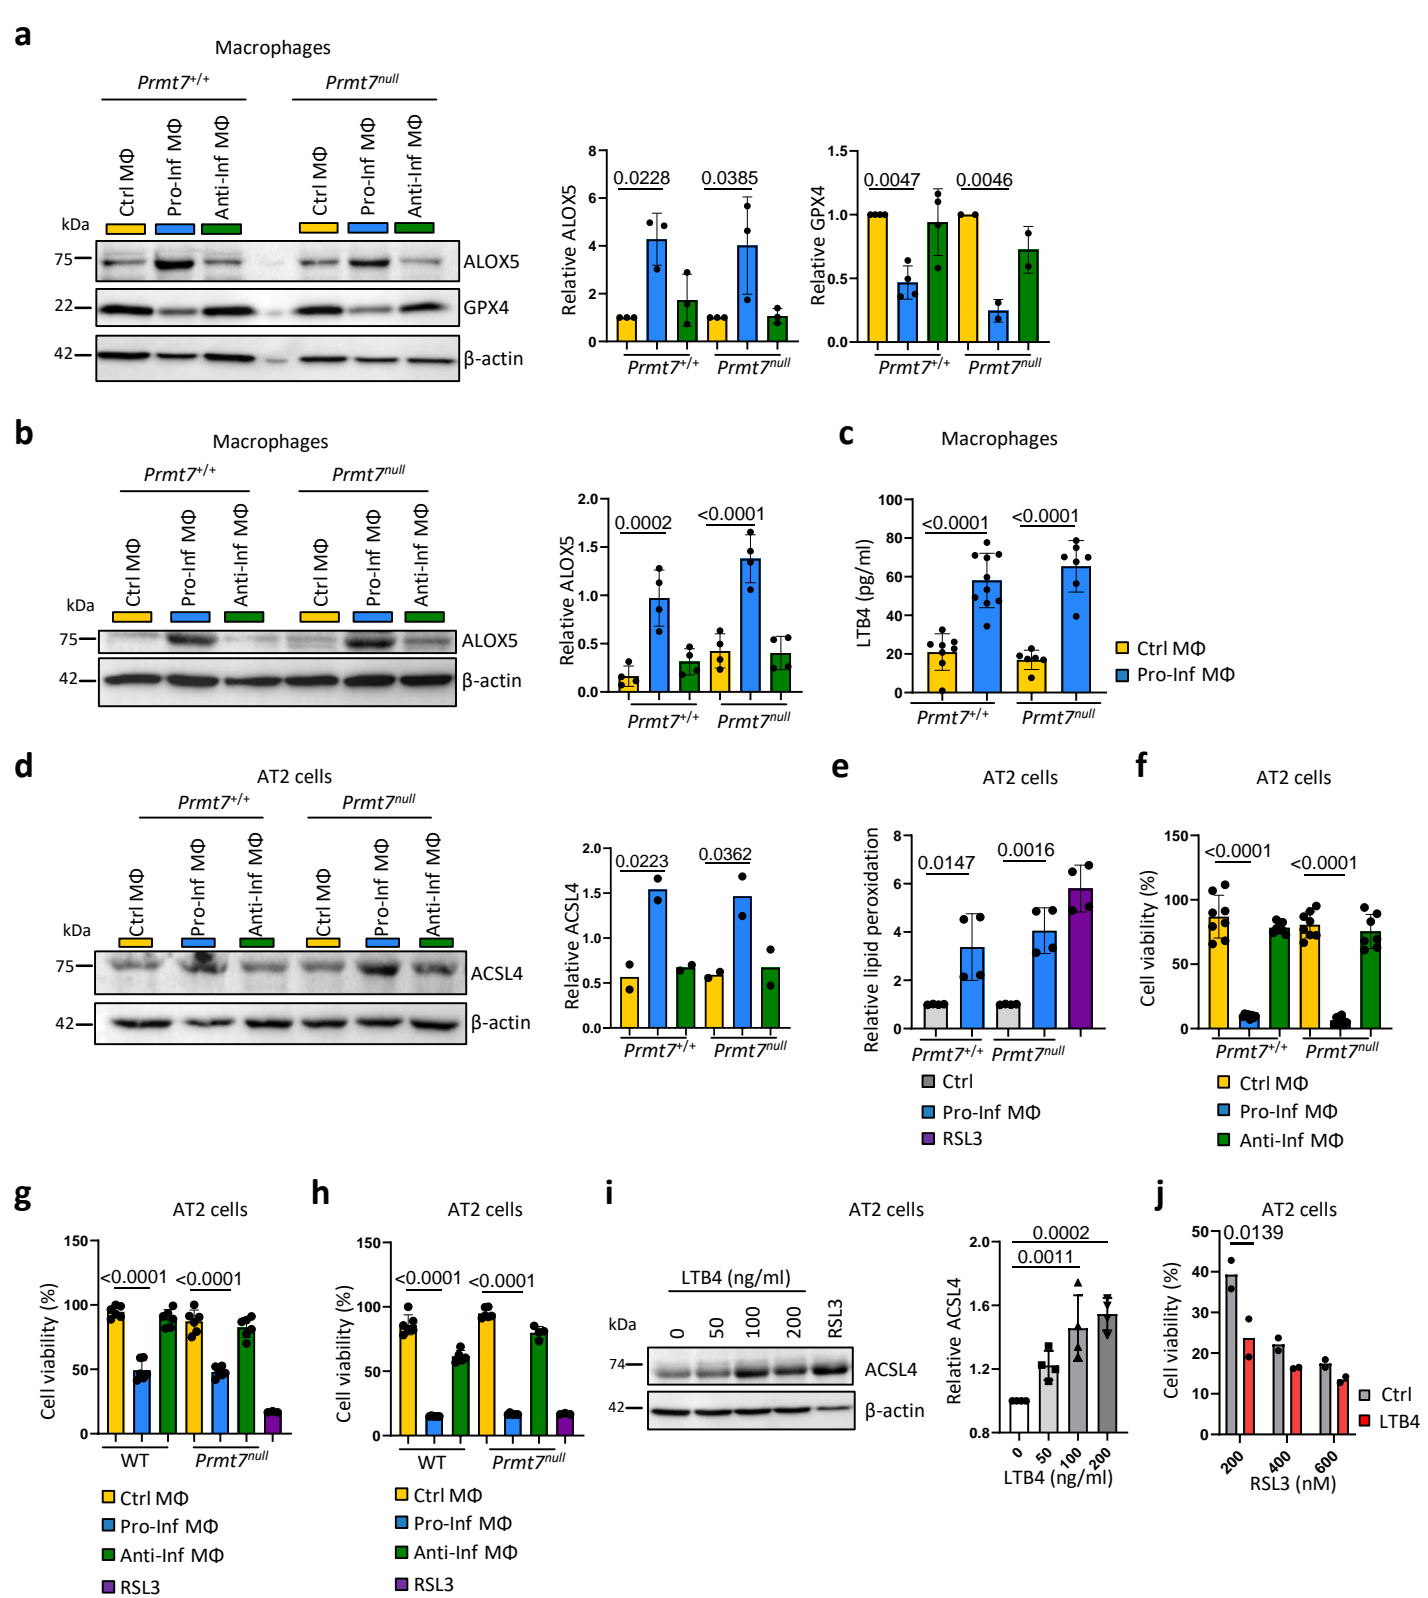 a
Macrophages
Prmt7+/+
Prmt7null
Ctrl MΦ
Pro-Inf MΦ
Anti-Inf MΦ
Ctrl MΦ
Pro-Inf MΦ
Anti-Inf MΦ
kDa
75
ALOX5
22
GPX4
42
β-actin
Relative ALOX5
8
6
4
2
0
0.0228
0.0385
Prmt7+/+
Prmt7null
Relative GPX4
1.5
1.0
0.5
0.0
0.0047
0.0046
Prmt7+/+
Prmt7null
b
Macrophages
Prmt7+/+
Prmt7null
Ctrl MΦ
Pro-Inf MΦ
Anti-Inf MΦ
Ctrl MΦ
Pro-Inf MΦ
Anti-Inf MΦ
kDa
75
ALOX5
42
β-actin
Relative ALOX5
2.0
1.5
1.0
0.5
0.0
0.0002
<0.0001
Prmt7+/+
Prmt7null
c
Macrophages
LTB4 (pg/ml)
100
80
60
40
20
0
<0.0001
<0.0001
Prmt7+/+
Prmt7null
Ctrl MΦ
Pro-Inf MΦ
d
AT2 cells
Prmt7+/+
Prmt7null
Ctrl MΦ
Pro-Inf MΦ
Anti-Inf MΦ
Ctrl MΦ
Pro-Inf MΦ
Anti-Inf MΦ
kDa
75
ACSL4
42
β-actin
Relative ACSL4
2.0
1.5
1.0
0.5
0.0
0.0223
0.0362
Prmt7+/+
Prmt7null
e
AT2 cells
Relative lipid peroxidation
8
6
4
2
0
0.0147
0.0016
Prmt7+/+
Prmt7null
Ctrl
Pro-Inf MΦ
RSL3
f
AT2 cells
Cell viability (%)
150
100
50
0
<0.0001
<0.0001
Prmt7+/+
Prmt7null
Ctrl MΦ
Pro-Inf MΦ
Anti-Inf MΦ
g
AT2 cells
Cell viability (%)
150
100
50
0
<0.0001
<0.0001
WT
Prmt7null
Ctrl MΦ
Pro-Inf MΦ
Anti-Inf MΦ
RSL3
h
AT2 cells
Cell viability (%)
150
100
50
0
<0.0001
<0.0001
WT
Prmt7null
Ctrl MΦ
Pro-Inf MΦ
Anti-Inf MΦ
RSL3
i
AT2 cells
LTB4 (ng/ml)
kDa
0
50
100
200
RSL3
74
ACSL4
42
β-actin
Relative ACSL4
2.0
1.6
1.2
0.8
0.0002
0.0011
0
50
100
200
LTB4 (ng/ml)
j
AT2 cells
Cell viability (%)
50
40
30
20
10
0
0.0139
200
400
600
RSL3 (nM)
Ctrl
LTB4